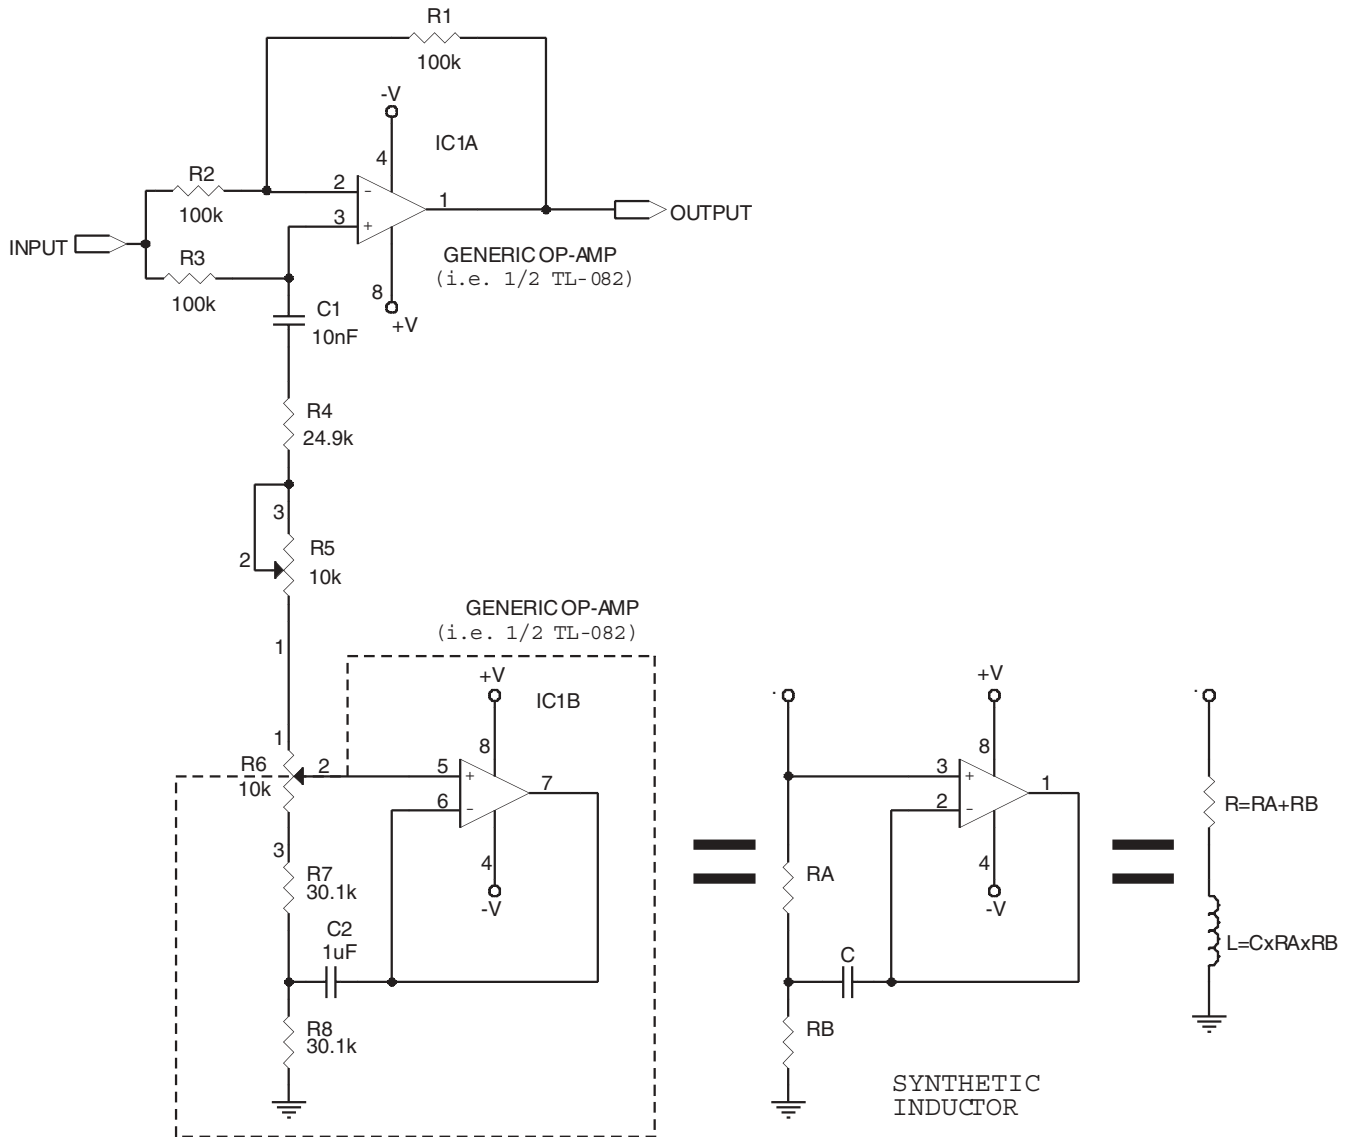 R1
100k
-V
IC1A
4
R2
2
-
1
100k
3
+
OUTPUT
INPUT
R3
GENERIC OP-AMP
(i.e. 1/2 TL-082)
100k
8
C1
+V
10nF
R4
24.9k
3
2
R5
10k
GENERIC OP-AMP
(i.e. 1/2 TL-082)
1
+V
IC1B
+V
1
8
8
R6
2
5
+
7
3
+
1
10k
6
-
2
-
R=RA+RB
3
4
4
R7
RA
30.1k
-V
-V
C2
1uF
C
L=CxRAxRB
R8
RB
30.1k
SYNTHETIC
INDUCTOR